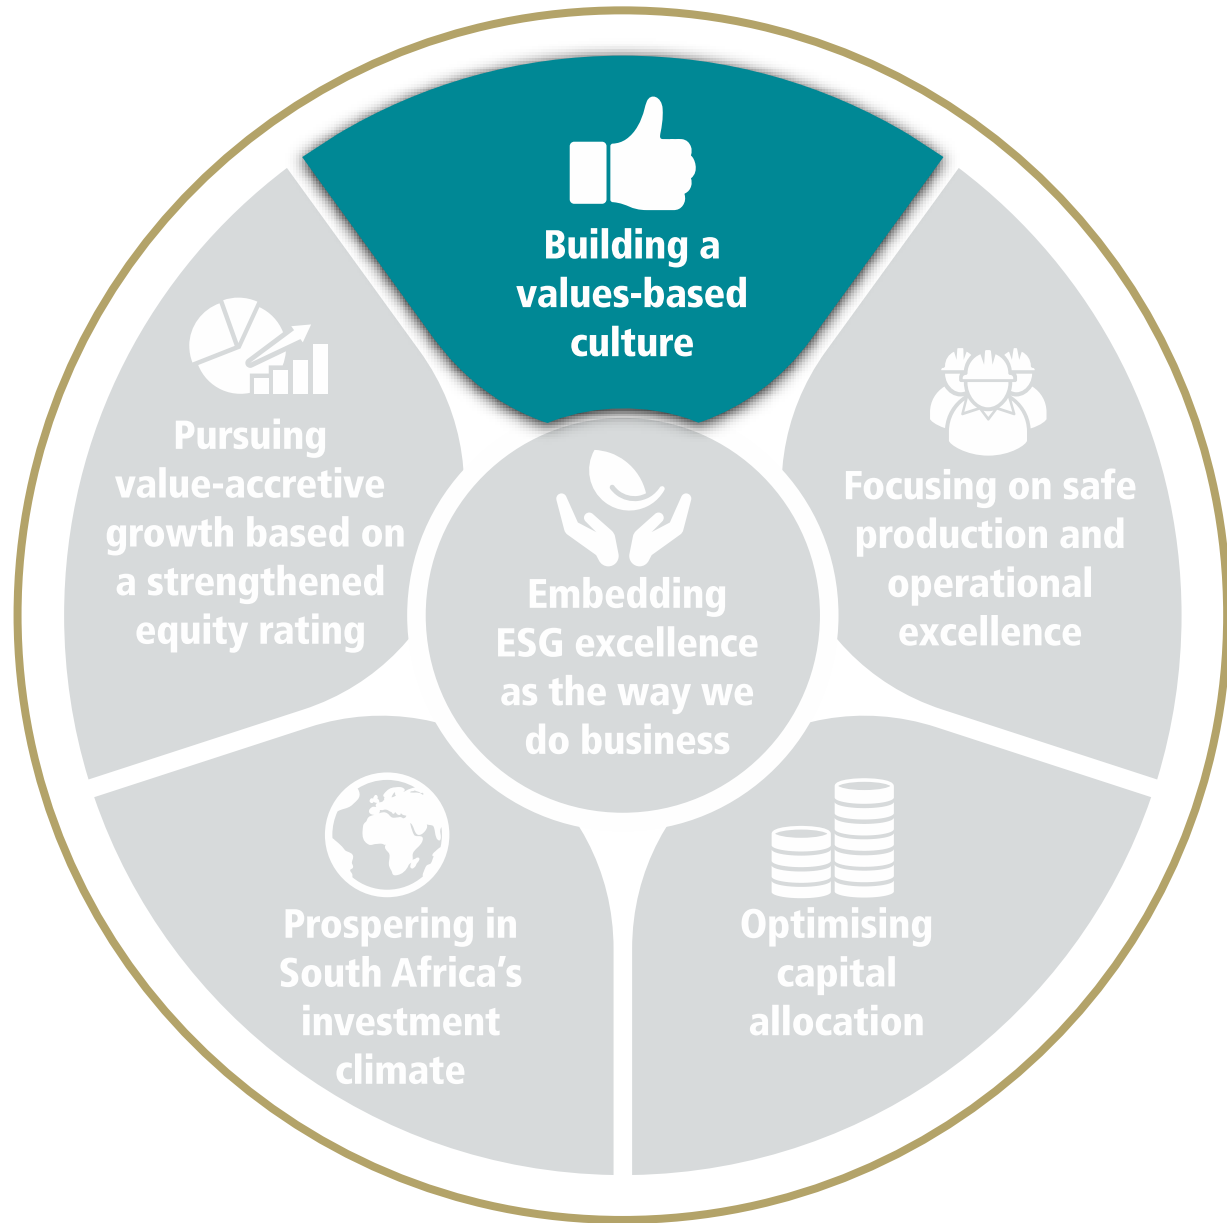 Building a
values-based
culture
Focusing on safe
production and
operational
excellence
Optimising
capital
allocation
Prospering in
South Africa’s
investment
climate
Pursuing
value-accretive
growth based on
a strengthened
equity rating
Embedding
ESG excellence
as the way we
do business